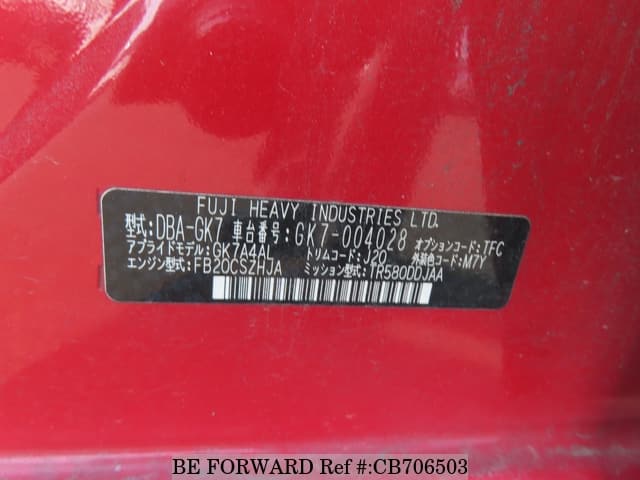 FUJI HEAVY INDUSTRIES LTD.
型式:DBA-GK7 車台番号:GK7-004028 オプションコード:TFC
アプライドモデル:GK7A4AL トリムコード:J20 外装色コード:M7Y
エンジン型式:FB20CSZHJA ミッション型式:TR580DDJAA
BE FORWARD Ref #:CB706503